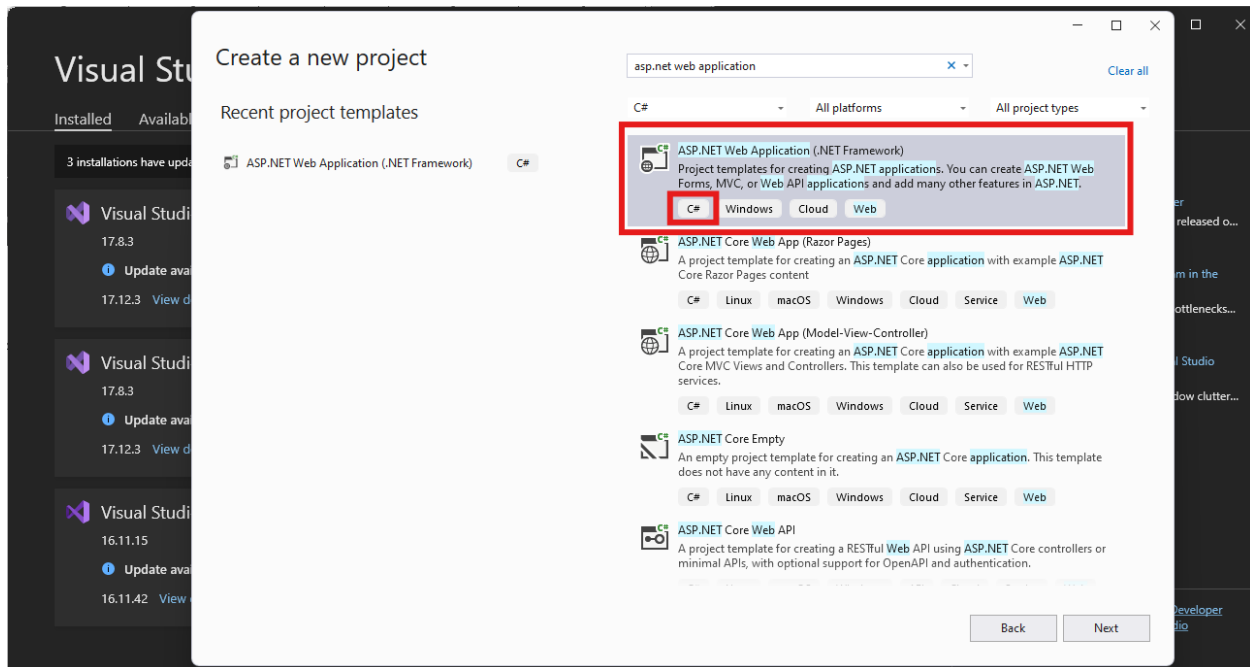 Visual Stu
Installed Availabl
3 installations have upda
Visual Studi
17.8.3
Update avai
17.12.3 View d
Visual Studi
17.8.3
Update avai
17.12.3 View d
Visual Studi
16.11.15
Update avai
16.11.42 View
Create a new project
Recent project templates
ASP.NET Web Application (.NET Framework) C#
asp.net web application
Clear all
C# All platforms All project types
ASP.NET Web Application (.NET Framework)
Project templates for creating ASP.NET applications. You can create ASP.NET Web
Forms, MVC, or Web API applications and add many other features in ASP.NET.
C# Windows Cloud Web
ASP.NET Core Web App (Razor Pages)
A project template for creating an ASP.NET Core application with example ASP.NET
Core Razor Pages content
C# Linux macOS Windows Cloud Service Web
ASP.NET Core Web App (Model-View-Controller)
A project template for creating an ASP.NET Core application with example ASP.NET
Core MVC Views and Controllers. This template can also be used for RESTful HTTP
services.
C# Linux macOS Windows Cloud Service Web
ASP.NET Core Empty
An empty project template for creating an ASP.NET Core application. This template
does not have any content in it.
C# Linux macOS Windows Cloud Service Web
ASP.NET Core Web API
A project template for creating a RESTful Web API using ASP.NET Core controllers or
minimal APIs, with optional support for OpenAPI and authentication.
Back Next
er
released o...
m in the
ottlenecks...
l Studio
dow clutter...
Developer
dio